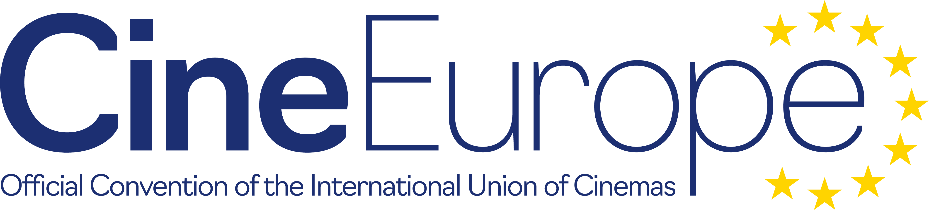 CineEurope
Official Convention of the International Union of Cinemas